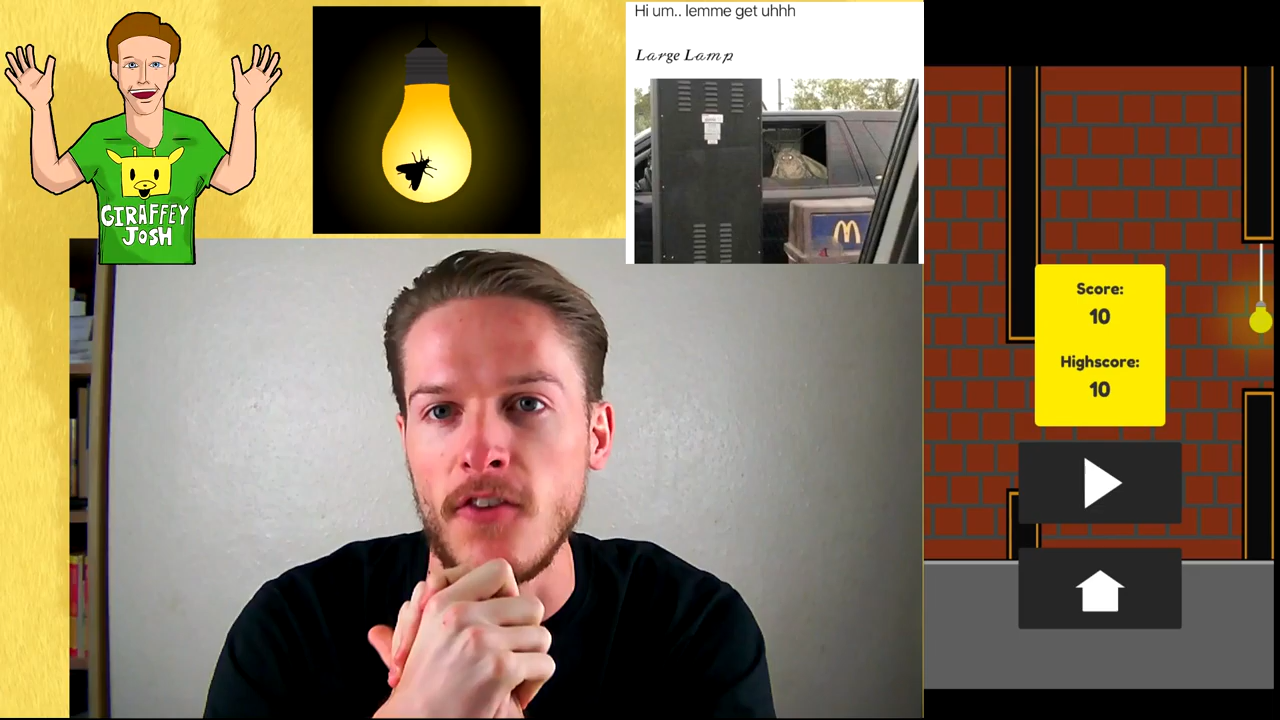 GIRAFFEY
JOSH
Hi um.. lemme get uhhh
Large Lamp
Score:
10
Highscore:
10